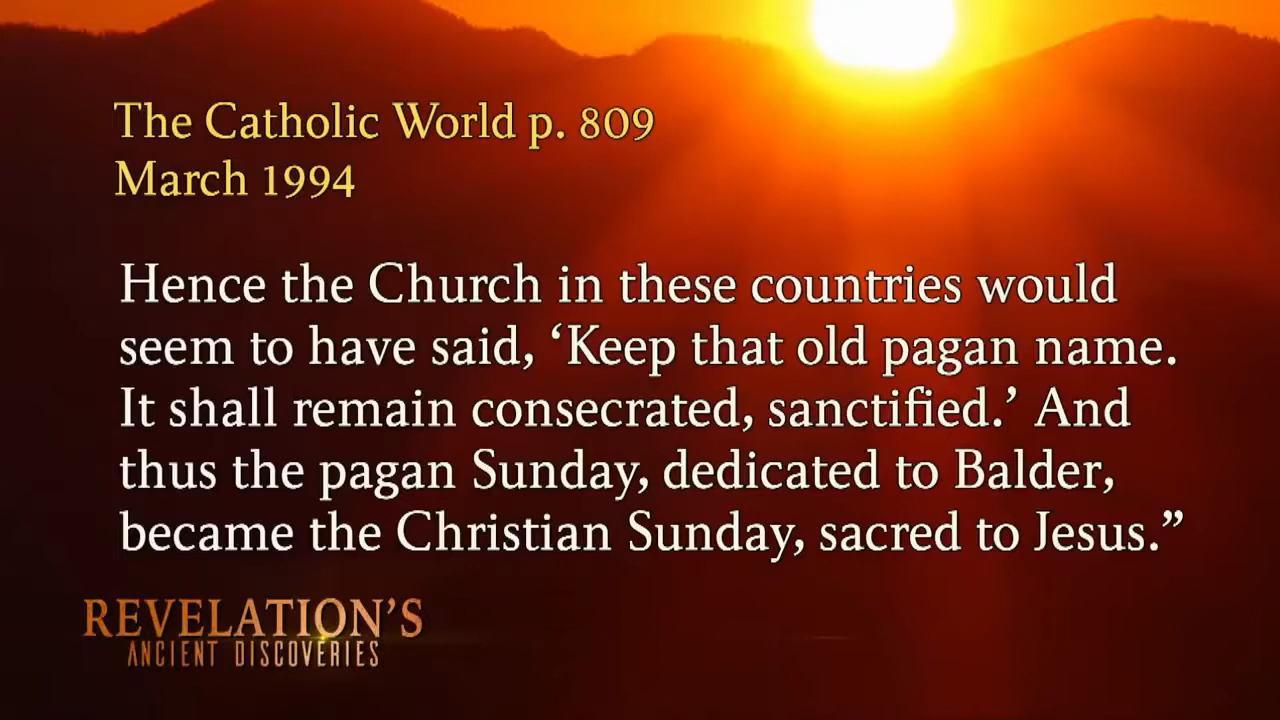 The Catholic World p. 809
March 1994
Hence the Church in these countries would
seem to have said, ‘Keep that old pagan name.
It shall remain consecrated, sanctified.’ And
thus the pagan Sunday, dedicated to Balder,
became the Christian Sunday, sacred to Jesus.”
REVELATION’S
ANCIENT DISCOVERIES